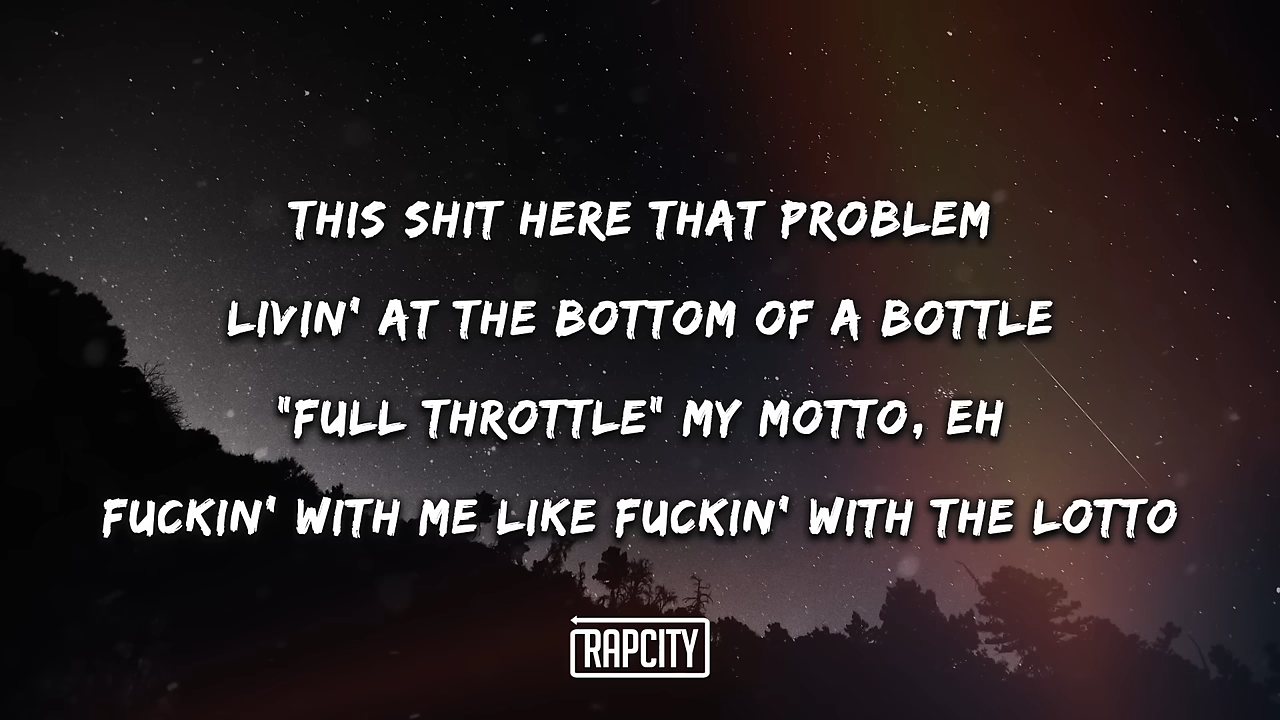 THIS SHIT HERE THAT PROBLEM
LIVIN' AT THE BOTTOM OF A BOTTLE
"FULL THROTTLE" MY MOTTO, EH
FUCKIN' WITH ME LIKE FUCKIN' WITH THE LOTTO
RAPCITY